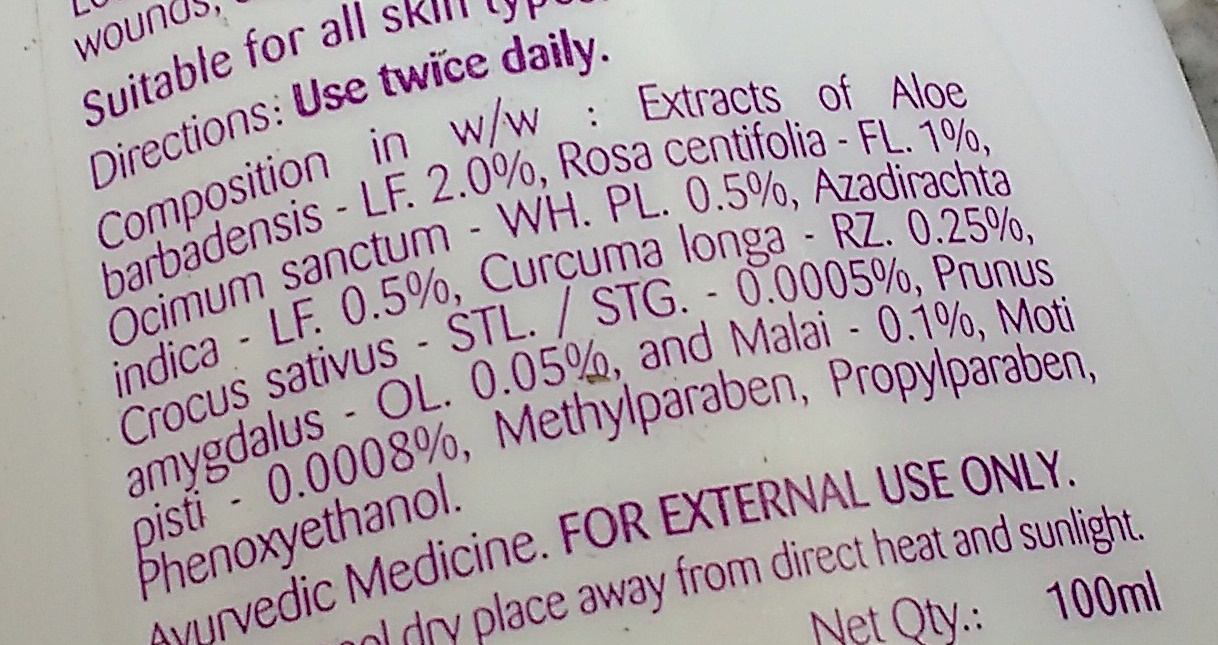 wounds,
Suitable for all skin
Directions: Use twice daily.
Composition in w/w : Extracts of Aloe
barbadensis - LF. 2.0%, Rosa centifolia - FL. 1%,
Ocimum sanctum - WH. PL. 0.5%, Azadirachta
indica - LF. 0.5%, Curcuma longa - RZ. 0.25%,
Crocus sativus - STL. / STG. - 0.0005%, Prunus
amygdalus - OL. 0.05%, and Malai - 0.1%, Moti
pisti - 0.0008%, Methylparaben, Propylparaben,
Phenoxyethanol.
Ayurvedic Medicine. FOR EXTERNAL USE ONLY.
dry place away from direct heat and sunlight.
Net Qty.: 100ml